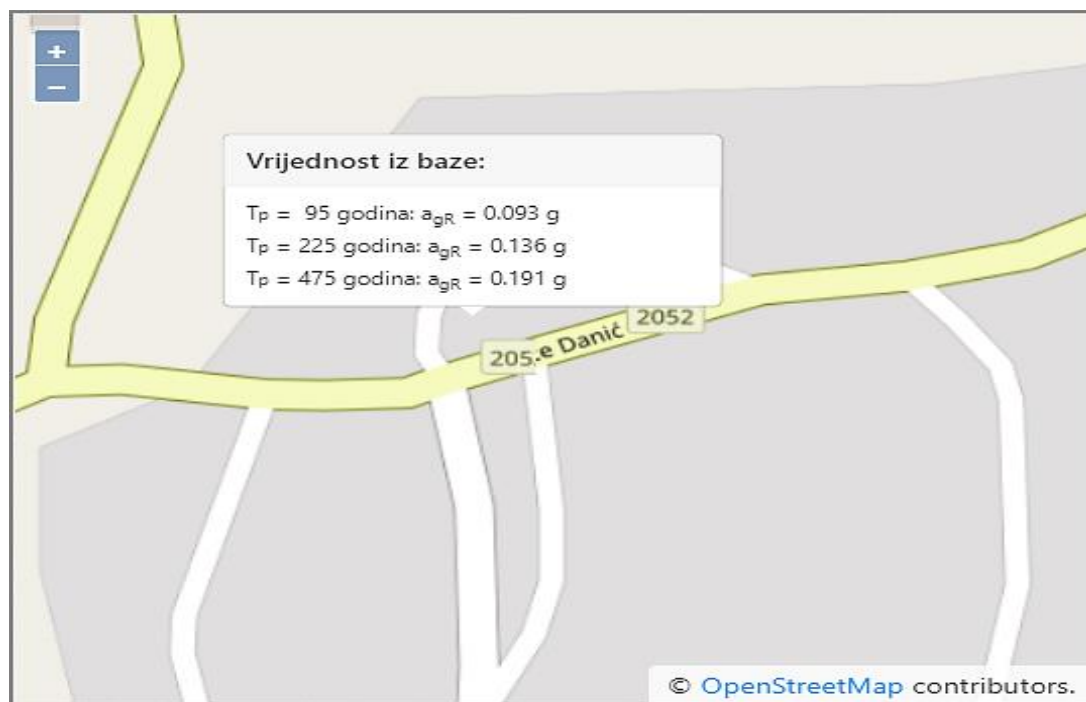 +
−
Vrijednost iz baze:
Tp = 95 godina: agR = 0.093 g
Tp = 225 godina: agR = 0.136 g
Tp = 475 godina: agR = 0.191 g
2052
Danić
© OpenStreetMap contributors.